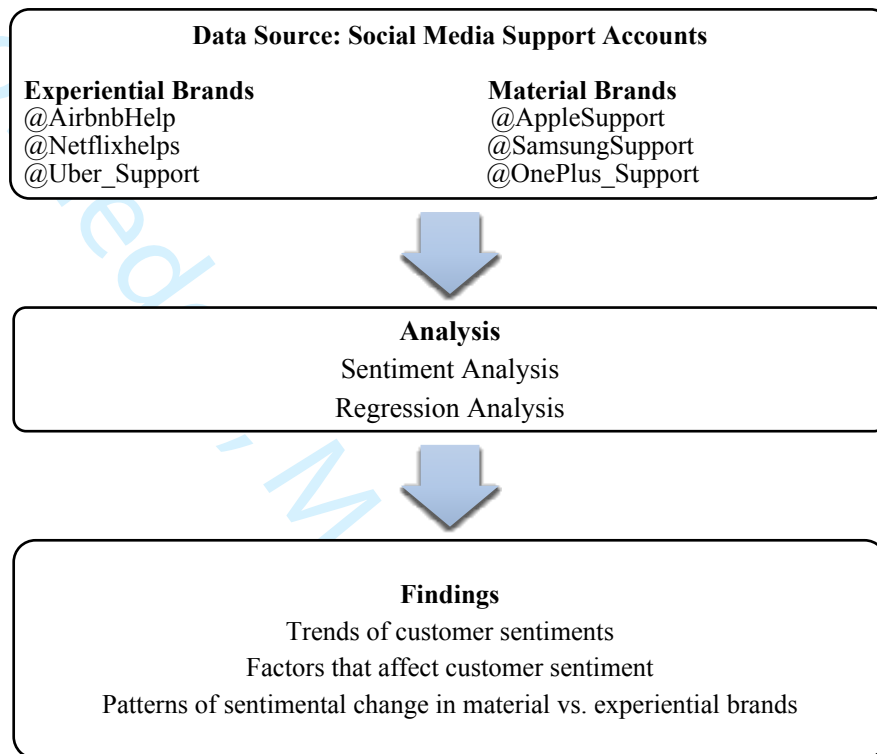 Data Source: Social Media Support Accounts
Experiential Brands
@AirbnbHelp
@Netflixhelps
@Uber_Support
Material Brands
@AppleSupport
@SamsungSupport
@OnePlus_Support
Analysis
Sentiment Analysis
Regression Analysis
Findings
Trends of customer sentiments
Factors that affect customer sentiment
Patterns of sentimental change in material vs. experiential brands